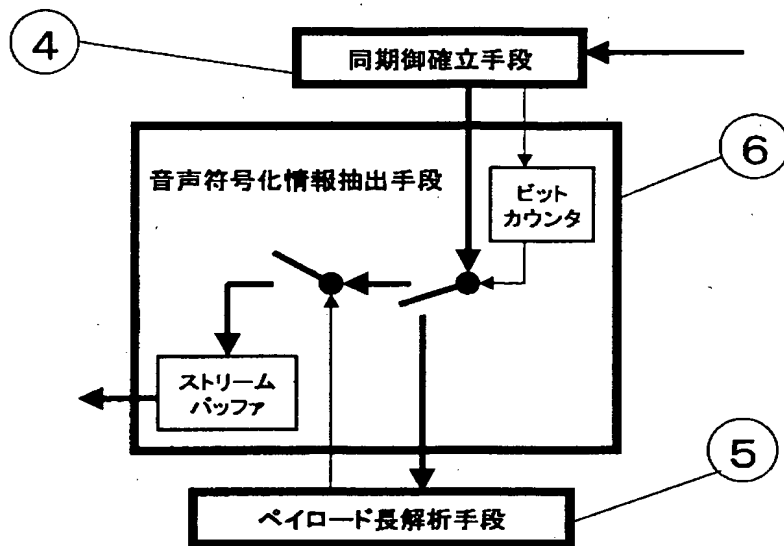 ④
同期御確立手段
⑥
音声符号化情報抽出手段
ビット
カウンタ
ストリーム
バッファ
⑤
ペイロード長解析手段